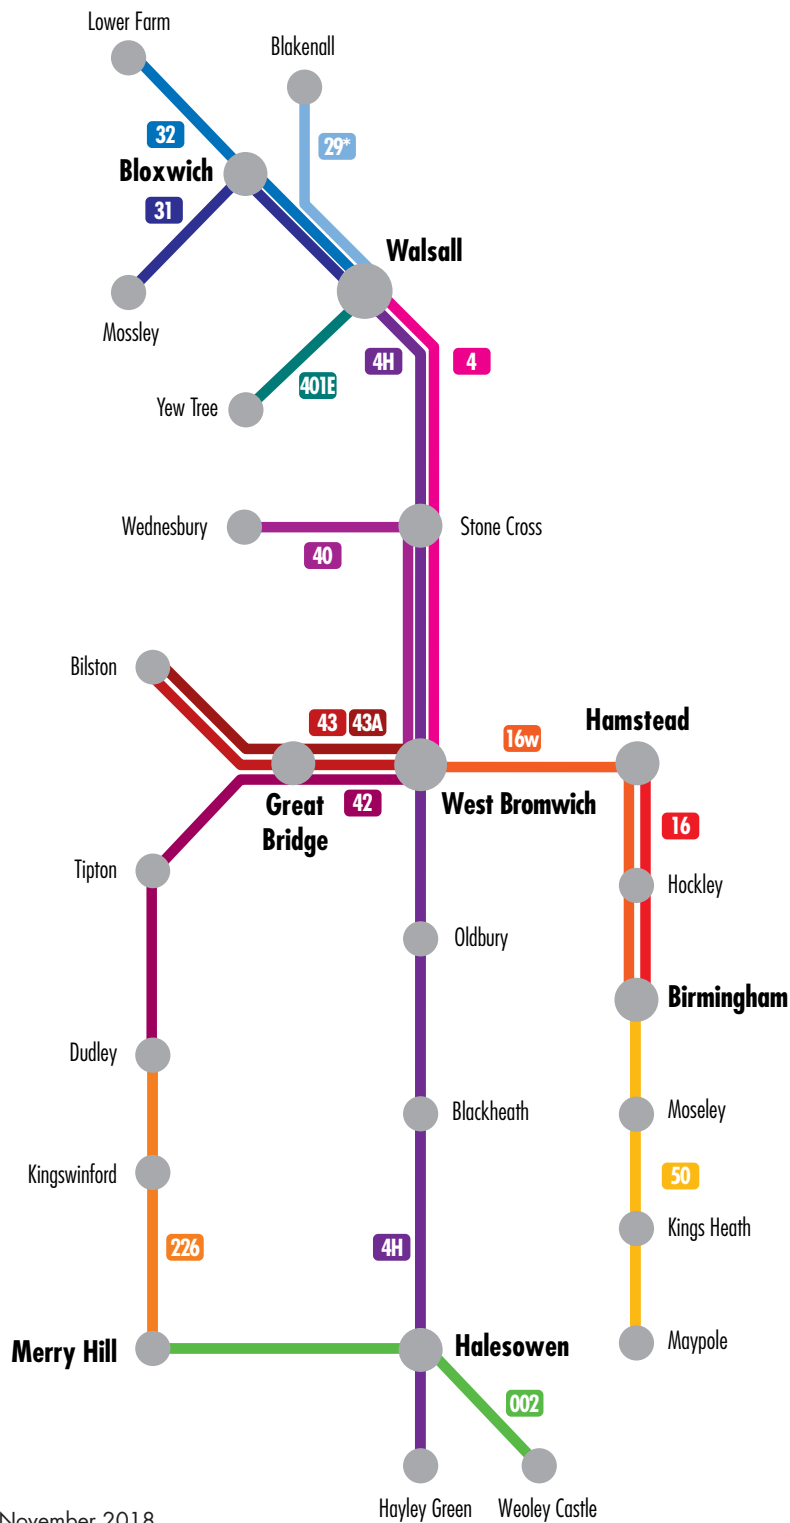 Lower Farm
Blakenall
32
29*
Bloxwich
31
Walsall
Mossley
4H
4
401E
Yew Tree
Wednesbury
Stone Cross
40
Bilston
43
43A
16w
Hamstead
Great
Bridge
42
West Bromwich
16
Tipton
Hockley
Oldbury
Birmingham
Dudley
Blackheath
Moseley
Kingswinford
50
Kings Heath
226
4H
Merry Hill
Halesowen
Maypole
002
Hayley Green
Weoley Castle
November 2018